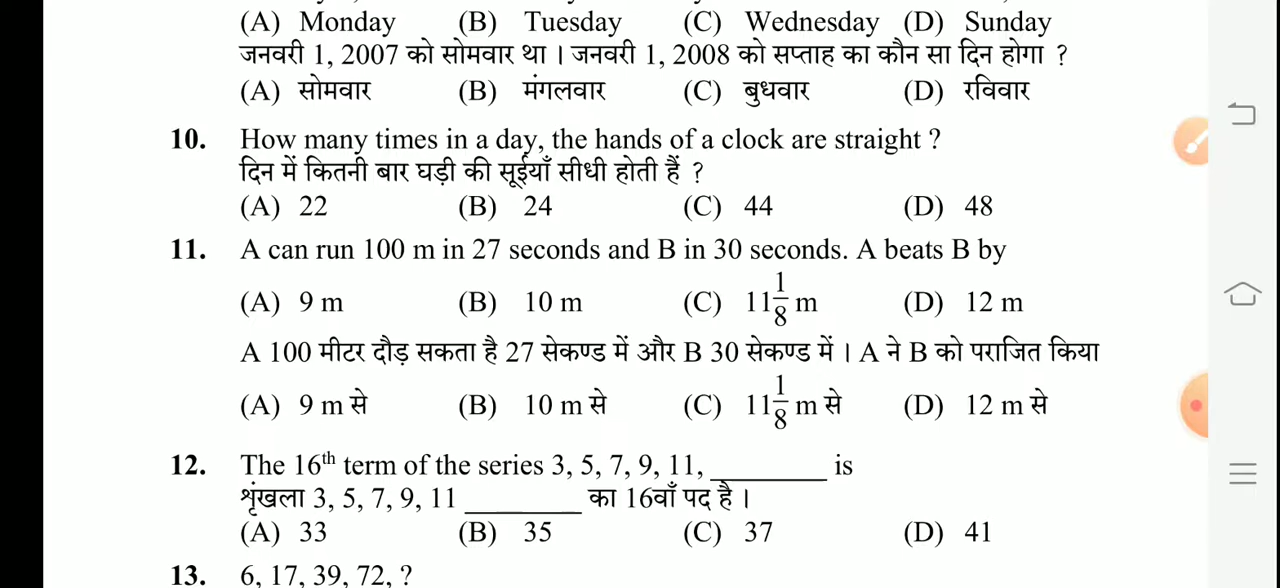 (A) Monday (B) Tuesday (C) Wednesday (D) Sunday
जनवरी 1, 2007 को सोमवार था । जनवरी 1, 2008 को सप्ताह का कौन सा दिन होगा ?
(A) सोमवार (B) मंगलवार (C) बुधवार (D) रविवार
10. How many times in a day, the hands of a clock are straight ?
दिन में कितनी बार घड़ी की सूईयाँ सीधी होती हैं ?
(A) 22 (B) 24 (C) 44 (D) 48
11. A can run 100 m in 27 seconds and B in 30 seconds. A beats B by
(A) 9 m (B) 10 m (C) 11 1/8 m (D) 12 m
A 100 मीटर दौड़ सकता है 27 सेकण्ड में और B 30 सेकण्ड में । A ने B को पराजित किया
(A) 9 m से (B) 10 m से (C) 11 1/8 m से (D) 12 m से
12. The 16th term of the series 3, 5, 7, 9, 11, ________ is
शृंखला 3, 5, 7, 9, 11 ________ का 16वाँ पद है ।
(A) 33 (B) 35 (C) 37 (D) 41
13. 6, 17, 39, 72, ?